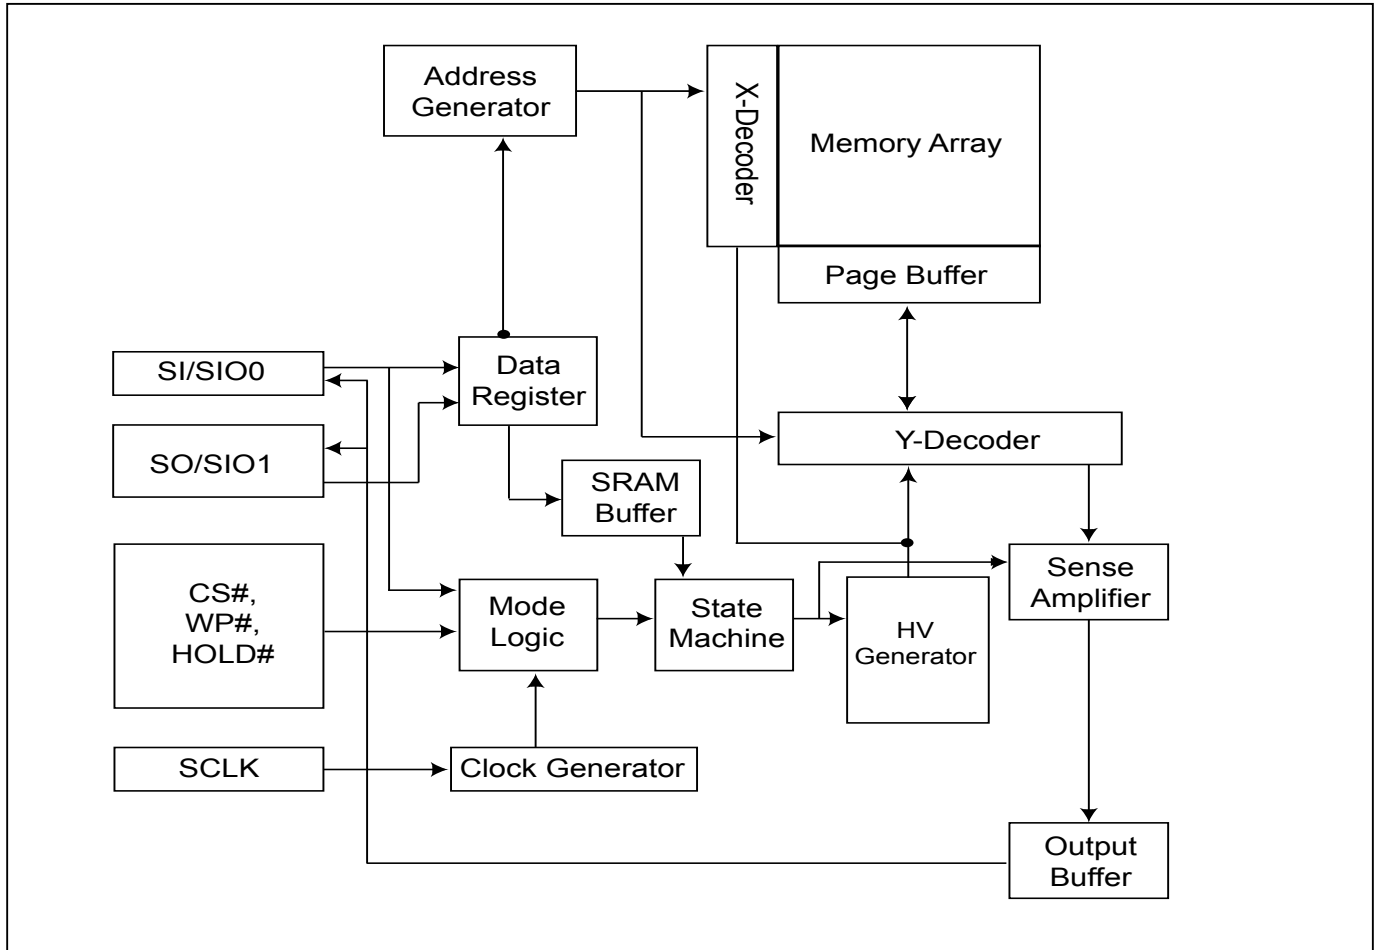 Address
Generator
X-Decoder
Memory Array
Page Buffer
SI/SIO0
Data
Register
SO/SIO1
Y-Decoder
SRAM
Buffer
CS#,
WP#,
HOLD#
Mode
Logic
State
Machine
HV
Generator
Sense
Amplifier
SCLK
Clock Generator
Output
Buffer